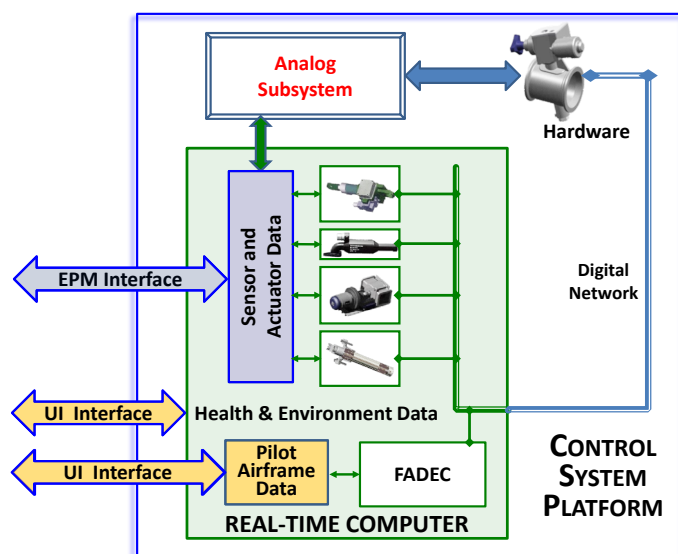 Analog
Subsystem
Hardware
Sensor and
Actuator Data
EPM Interface
Digital
Network
UI Interface
Health & Environment Data
UI Interface
Pilot
Airframe
Data
FADEC
REAL-TIME COMPUTER
CONTROL
SYSTEM
PLATFORM